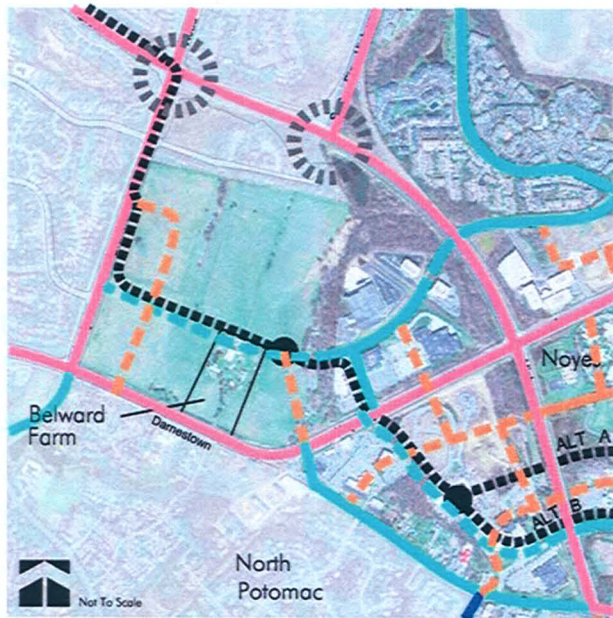 Noyes
ALT A
Belward
Farm
Darnestown
ALT B
North
Potomac
Not To Scale